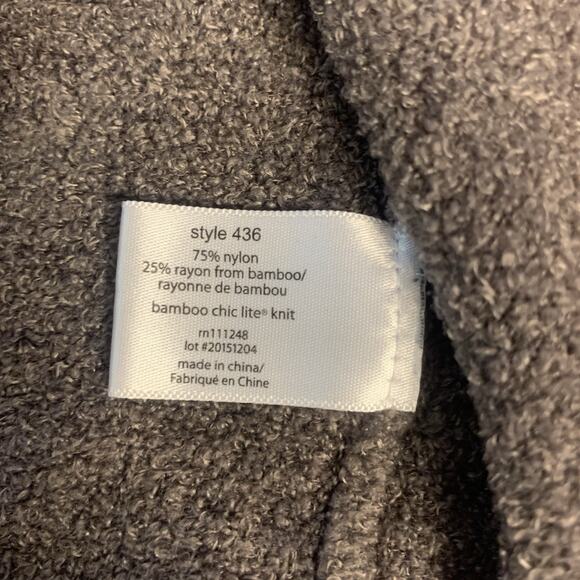 style 436
75% nylon
25% rayon from bamboo/
rayonne de bambou
bamboo chic lite® knit
rn111248
lot #20151204
made in china/
Fabriqué en Chine